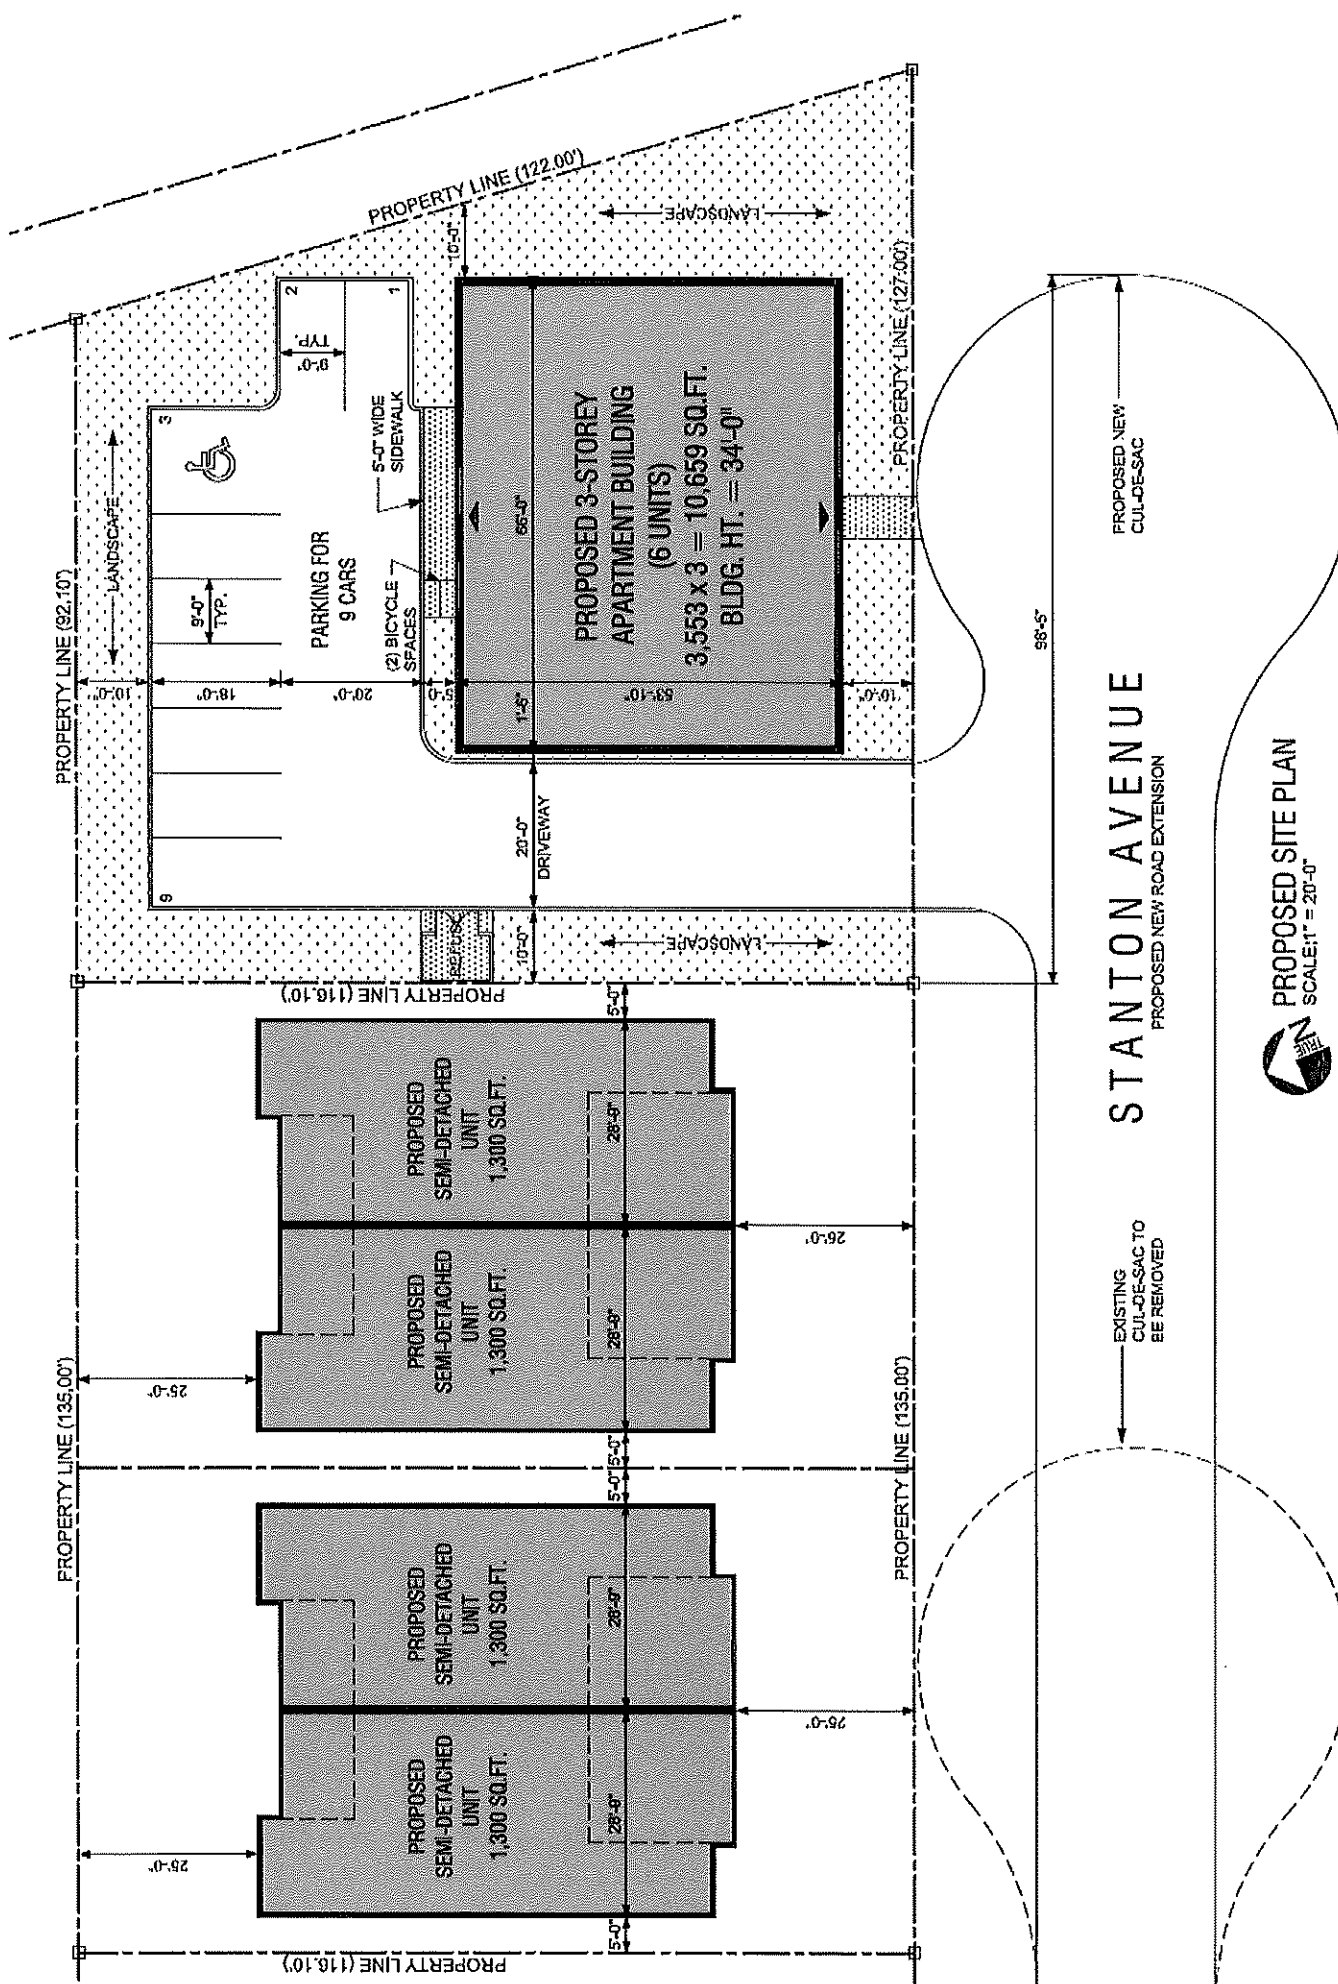 PROPERTY LINE (122.00')
PROPERTY LINE (92.10')
LANDSCAPE
10'-0"
18'-0"
20'-0"
5'-0"
53'-10"
10'-0"
3
2
1
9
9'-0"
TYP.
9'-0"
TYP.
PARKING FOR
9 CARS
5'-0" WIDE
SIDEWALK
(2) BICYCLE
SPACES
10'-0"
LANDSCAPE
66'-0"
1'-6"
20'-0"
DRIVEWAY
10'-0"
REFUSE
LANDSCAPE
PROPOSED 3-STOREY
APARTMENT BUILDING
(6 UNITS)
3,553 x 3 = 10,659 SQ.FT.
BLDG. HT. = 34'-0"
PROPERTY LINE (127.00')
PROPERTY LINE (116.10')
98'-5"
PROPOSED NEW
CUL-DE-SAC
STANTON AVENUE
PROPOSED NEW ROAD EXTENSION
PROPOSED SITE PLAN
SCALE:1" = 20'-0"
TRUE
N
EXISTING
CUL-DE-SAC TO
BE REMOVED
PROPERTY LINE (135.00')
PROPERTY LINE (135.00')
PROPOSED
SEMI-DETACHED
UNIT
1,300 SQ.FT.
PROPOSED
SEMI-DETACHED
UNIT
1,300 SQ.FT.
PROPOSED
SEMI-DETACHED
UNIT
1,300 SQ.FT.
PROPOSED
SEMI-DETACHED
UNIT
1,300 SQ.FT.
5'-0"
28'-9"
28'-9"
5'-0"
5'-0"
28'-9"
28'-9"
5'-0"
25'-0"
25'-0"
25'-0"
PROPERTY LINE (116.10')